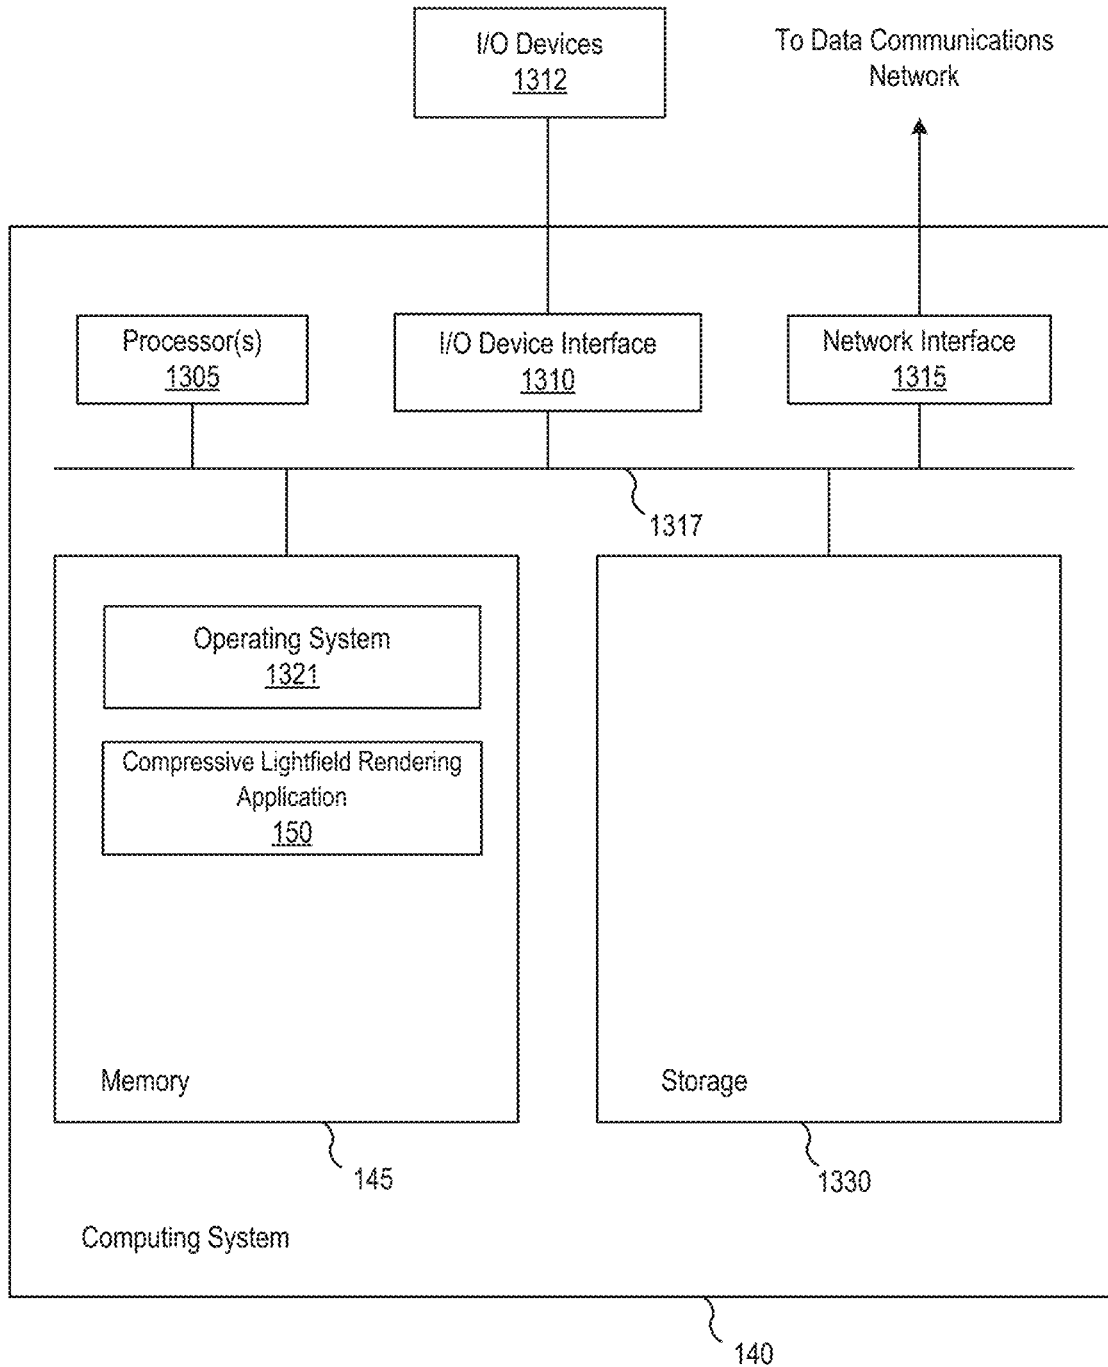 I/O Devices
1312
To Data Communications
Network
Processor(s)
1305
I/O Device Interface
1310
Network Interface
1315
1317
Operating System
1321
Compressive Lightfield Rendering
Application
150
Memory
Storage
145
1330
Computing System
140